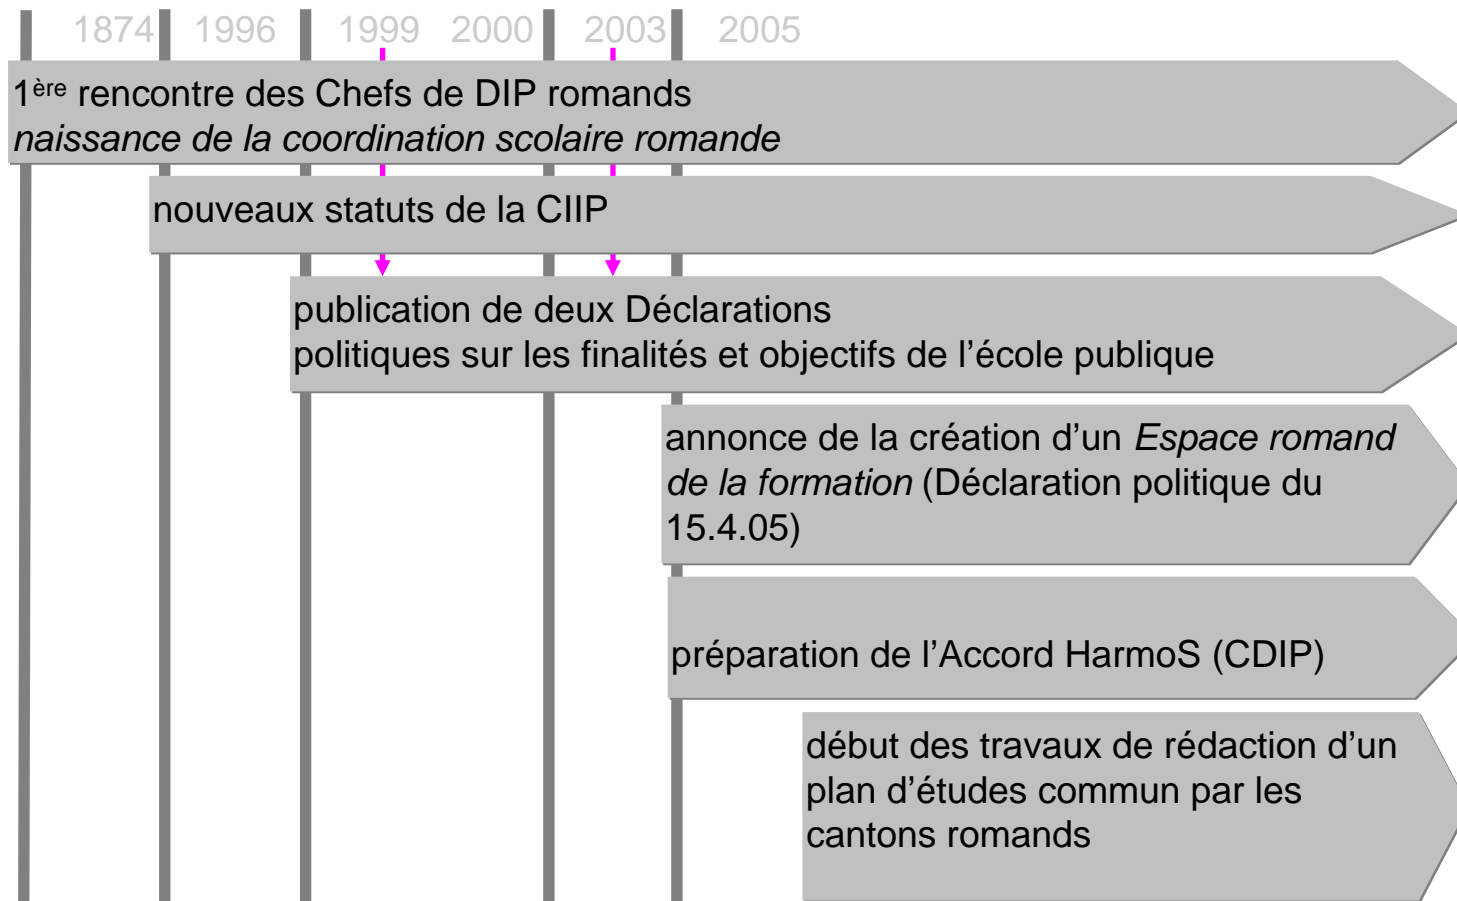 1874 1996 1999 2000 2003 2005
1ère rencontre des Chefs de DIP romands
naissance de la coordination scolaire romande
nouveaux statuts de la CIIP
publication de deux Déclarations
politiques sur les finalités et objectifs de l’école publique
annonce de la création d’un Espace romand
de la formation (Déclaration politique du
15.4.05)
préparation de l’Accord HarmoS (CDIP)
début des travaux de rédaction d’un
plan d’études commun par les
cantons romands